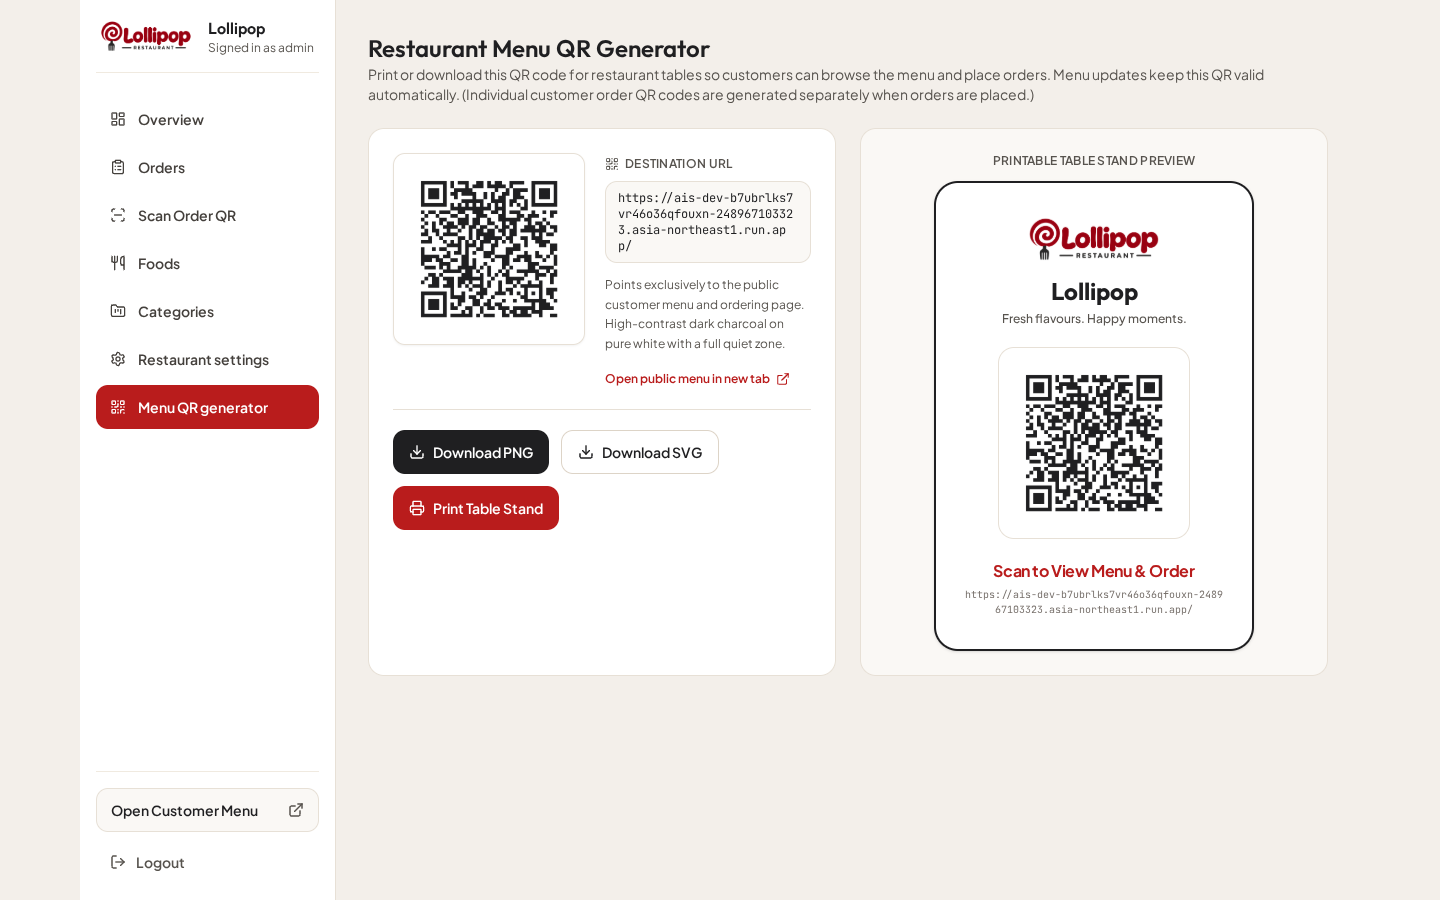 Lollipop
RESTAURANT
Lollipop
Signed in as admin
Overview
Orders
Scan Order QR
Foods
Categories
Restaurant settings
Menu QR generator
Open Customer Menu
Logout
Restaurant Menu QR Generator
Print or download this QR code for restaurant tables so customers can browse the menu and place orders. Menu updates keep this QR valid
automatically. (Individual customer order QR codes are generated separately when orders are placed.)
DESTINATION URL
https://ais-dev-b7ubrlks7
vr46o36qfouxn-24896710332
3.asia-northeast1.run.ap
p/
Points exclusively to the public
customer menu and ordering page.
High-contrast dark charcoal on
pure white with a full quiet zone.
Open public menu in new tab
Download PNG
Download SVG
Print Table Stand
PRINTABLE TABLE STAND PREVIEW
Lollipop
RESTAURANT
Lollipop
Fresh flavours. Happy moments.
Scan to View Menu & Order
https://ais-dev-b7ubrlks7vr46o36qfouxn-2489
67103323.asia-northeast1.run.app/